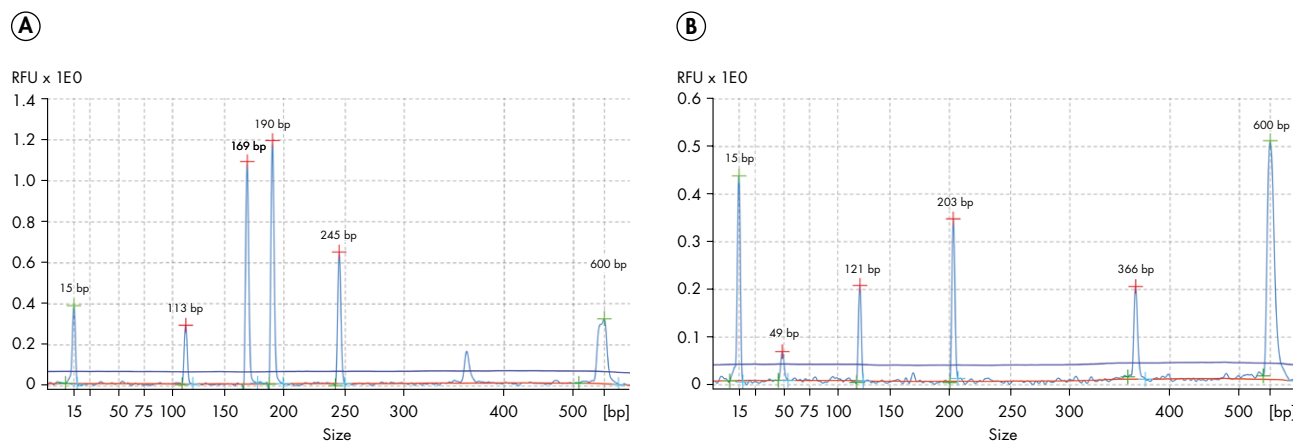 A
RFU x 1E0
1.4
1.2
1.0
0.8
0.6
0.4
0.2
0
15 bp
113 bp
169 bp
190 bp
245 bp
600 bp
15 50 75 100 150 200 250 300 400 500 [bp]
Size
B
RFU x 1E0
0.6
0.5
0.4
0.3
0.2
0.1
0
15 bp
49 bp
121 bp
203 bp
366 bp
600 bp
15 50 75 100 150 200 250 300 400 500 [bp]
Size